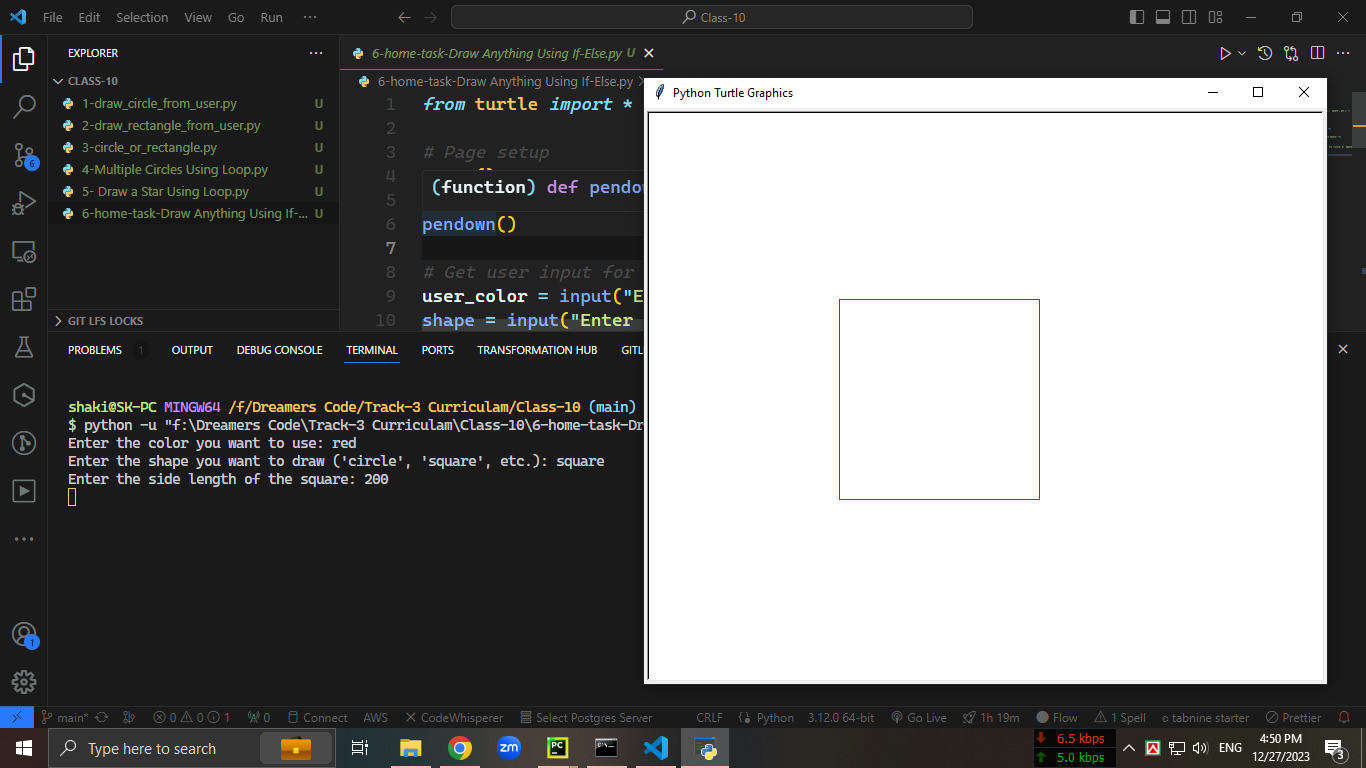 File Edit Selection View Go Run ··· Class-10
EXPLORER ···
CLASS-10
1-draw_circle_from_user.py U
2-draw_rectangle_from_user.py U
3-circle_or_rectangle.py U
4-Multiple Circles Using Loop.py U
5- Draw a Star Using Loop.py U
6-home-task-Draw Anything Using If-... U
GIT LFS LOCKS
6-home-task-Draw Anything Using If-Else.py U
6-home-task-Draw Anything Using If-Else.py
1 from turtle import *
2
3 # Page setup
4
5
(function) def pendo
6 pendown()
7
8 # Get user input for
9 user_color = input("E
10 shape = input("Enter
Python Turtle Graphics
PROBLEMS 1 OUTPUT DEBUG CONSOLE TERMINAL PORTS TRANSFORMATION HUB GITL
shaki@SK-PC MINGW64 /f/Dreamers Code/Track-3 Curriculam/Class-10 (main)
$ python -u "f:\Dreamers Code\Track-3 Curriculam\Class-10\6-home-task-Dr
Enter the color you want to use: red
Enter the shape you want to draw ('circle', 'square', etc.): square
Enter the side length of the square: 200
6
1
main* 0 0 1 0 Connect AWS CodeWhisperer Select Postgres Server CRLF Python 3.12.0 64-bit Go Live 1h 19m Flow 1 Spell tabnine starter Prettier
Type here to search zm PC 6.5 kbps 5.0 kbps ENG 4:50 PM 12/27/2023 3